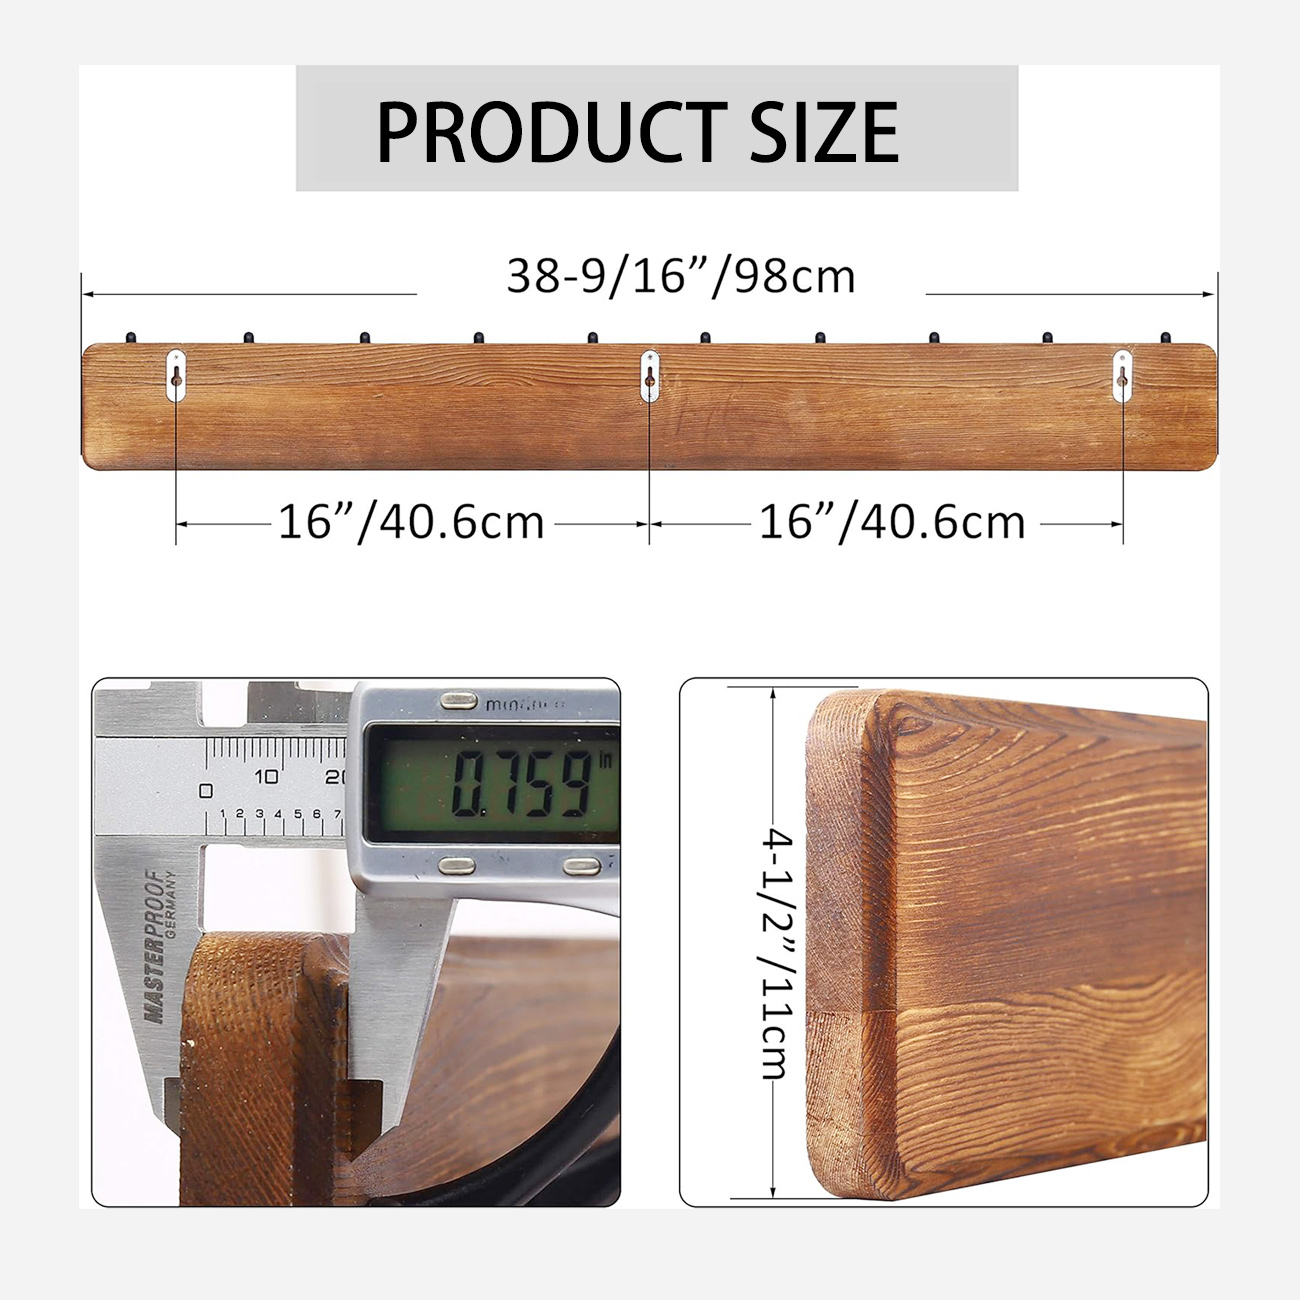 PRODUCT SIZE
38-9/16”/98cm
16”/40.6cm
16”/40.6cm
0 10
1 2 3 4 5 6 7
0.759 in
MASTERPROOF
GERMANY
4-1/2”/11cm